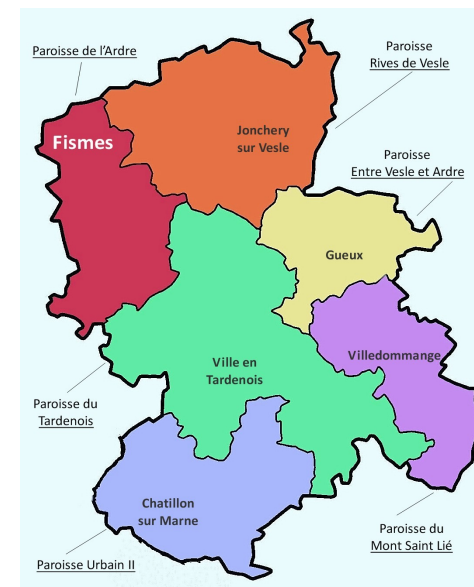 Paroisse de l'Ardre
Paroisse
Rives de Vesle
Fismes
Jonchery
sur Vesle
Paroisse
Entre Vesle et Ardre
Gueux
Villedommange
Ville en
Tardenois
Paroisse du
Tardenois
Chatillon
sur Marne
Paroisse du
Mont Saint Lié
Paroisse Urbain II